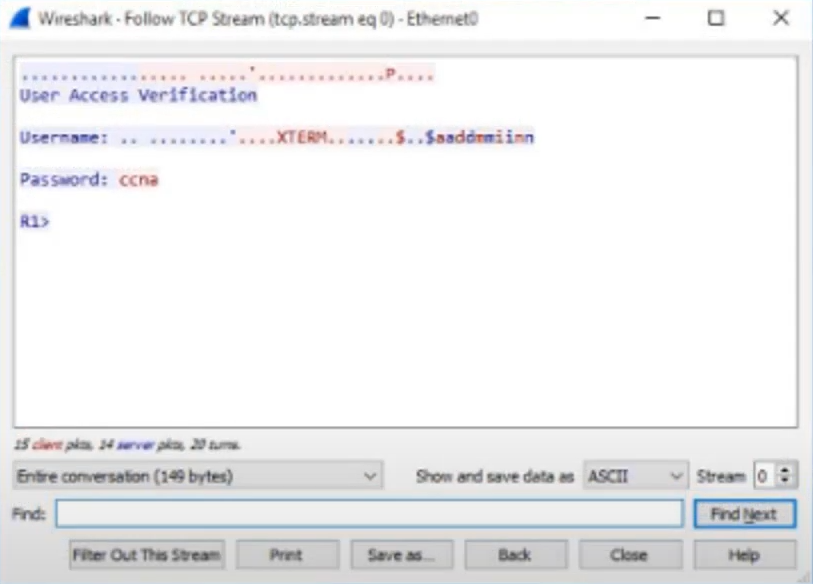 Wireshark - Follow TCP Stream (tcp.stream eq 0) - Ethernet0
................. .....'.............P....
User Access Verification
Username: .. ........'....XTERM.......$..$aaddmmiinn
Password: ccna
R1>
15 client pkts, 14 server pkts, 20 turns.
Entire conversation (149 bytes) Show and save data as ASCII Stream 0
Find: Find Next
Filter Out This Stream Print Save as... Back Close Help